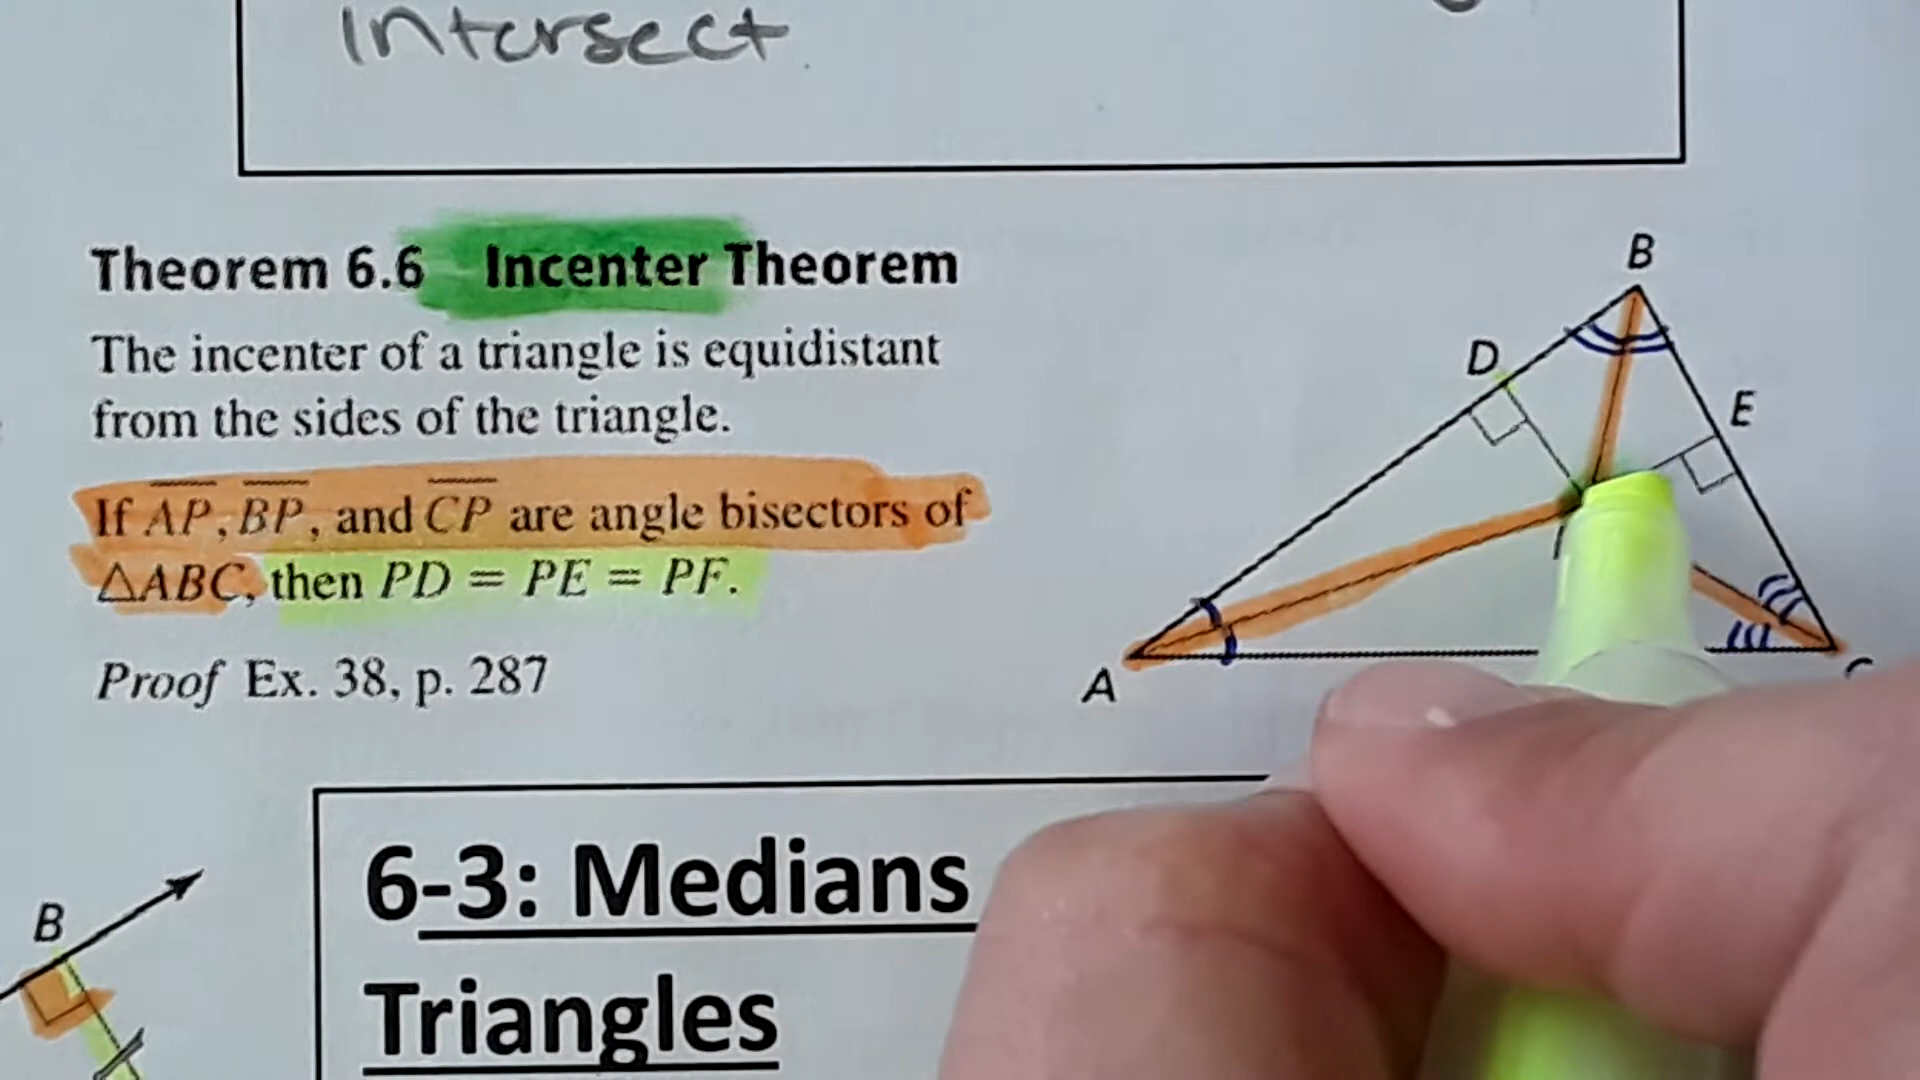 Intersect
Theorem 6.6 Incenter Theorem
The incenter of a triangle is equidistant
from the sides of the triangle.
If AP, BP, and CP are angle bisectors of
△ABC, then PD = PE = PF.
Proof Ex. 38, p. 287
B
D
E
A
B
6-3: Medians
Triangles